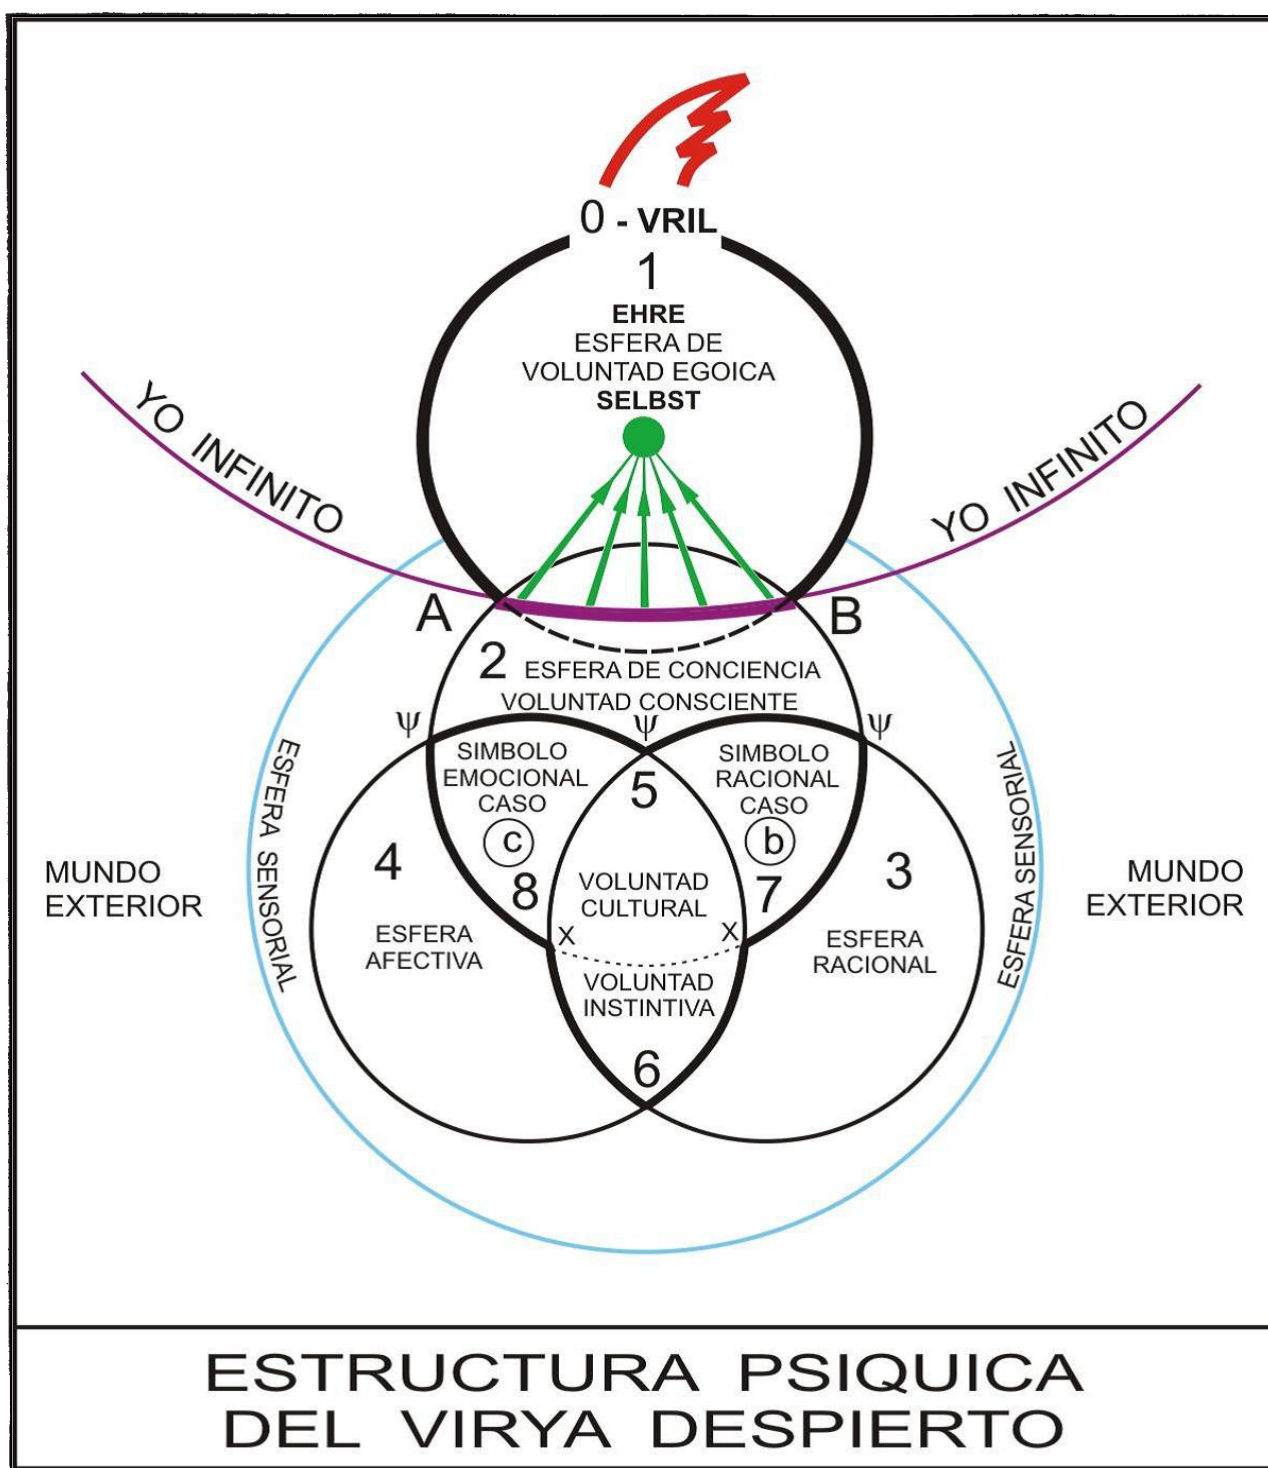 0 - VRIL
1
EHRE
ESFERA DE
VOLUNTAD EGOICA
SELBST
YO INFINITO
YO INFINITO
A
B
2 ESFERA DE CONCIENCIA
VOLUNTAD CONSCIENTE
ψ
ψ
ψ
SIMBOLO
EMOCIONAL
CASO
c
8
5
SIMBOLO
RACIONAL
CASO
b
7
ESFERA SENSORIAL
ESFERA SENSORIAL
MUNDO
EXTERIOR
MUNDO
EXTERIOR
4
ESFERA
AFECTIVA
3
ESFERA
RACIONAL
VOLUNTAD
CULTURAL
X
X
VOLUNTAD
INSTINTIVA
6
ESTRUCTURA PSIQUICA
DEL VIRYA DESPIERTO